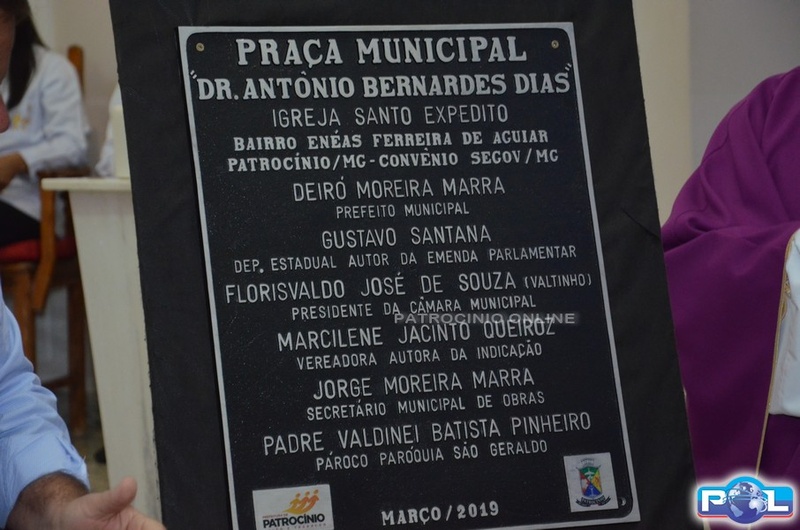 PRAÇA MUNICIPAL
"DR. ANTÔNIO BERNARDES DIAS"
IGREJA SANTO EXPEDITO
BAIRRO ENÉAS FERREIRA DE AGUIAR
PATROCÍNIO/MG-CONVÊNIO SEGOV/MG
DEIRÓ MOREIRA MARRA
PREFEITO MUNICIPAL
GUSTAVO SANTANA
DEP. ESTADUAL AUTOR DA EMENDA PARLAMENTAR
FLORISVALDO JOSÉ DE SOUZA (VALTINHO)
PRESIDENTE DA CÂMARA MUNICIPAL
PATROCINIO ONLINE
MARCILENE JACINTO QUEIROZ
VEREADORA AUTORA DA INDICAÇÃO
JORGE MOREIRA MARRA
SECRETÁRIO MUNICIPAL DE OBRAS
PADRE VALDINEI BATISTA PINHEIRO
PÁROCO PARÓQUIA SÃO GERALDO
PATROCÍNIO
MARÇO/2019
POL